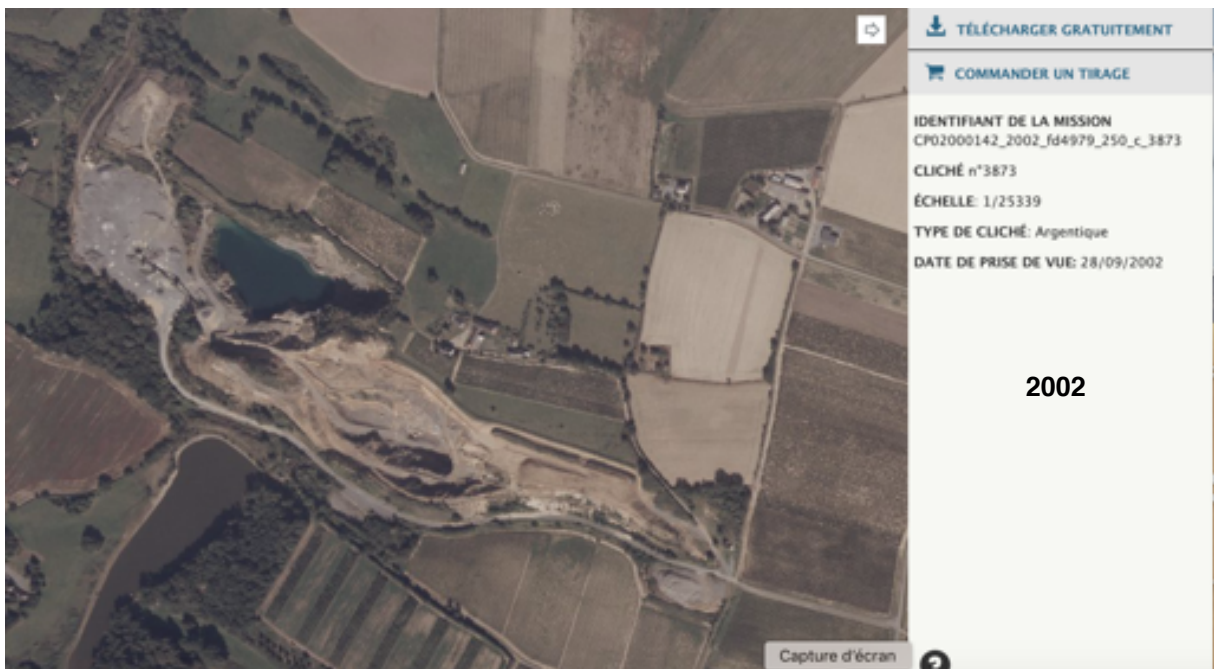 TÉLÉCHARGER GRATUITEMENT
COMMANDER UN TIRAGE
IDENTIFIANT DE LA MISSION
CP02000142_2002_fd4979_250_c_3873
CLICHÉ n°3873
ÉCHELLE: 1/25339
TYPE DE CLICHÉ: Argentique
DATE DE PRISE DE VUE: 28/09/2002
2002
Capture d'écran
?